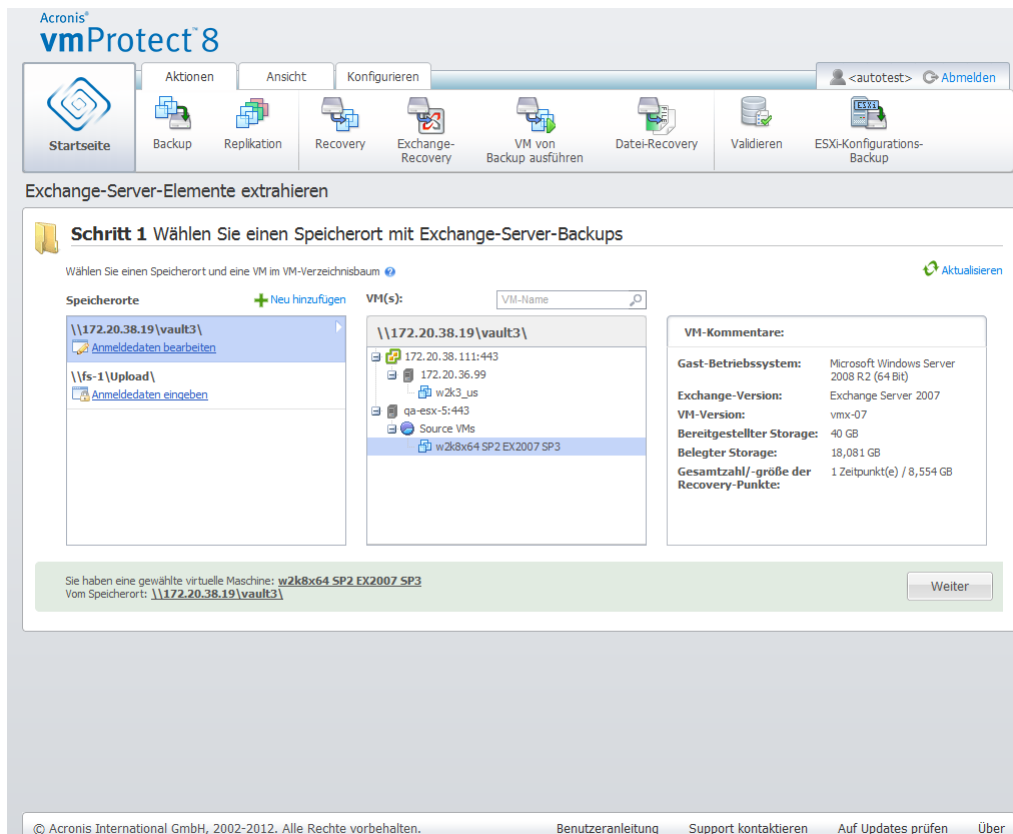 Acronis®
vmProtect™ 8
Aktionen
Ansicht
Konfigurieren
<autotest>
Abmelden
Startseite
Backup
Replikation
Recovery
Exchange-
Recovery
VM von
Backup ausführen
Datei-Recovery
Validieren
ESXi
ESXi-Konfigurations-
Backup
Exchange-Server-Elemente extrahieren
Schritt 1 Wählen Sie einen Speicherort mit Exchange-Server-Backups
Wählen Sie einen Speicherort und eine VM im VM-Verzeichnisbaum
Aktualisieren
Speicherorte
Neu hinzufügen
\\172.20.38.19\vault3\
Anmeldedaten bearbeiten
\\fs-1\Upload\
Anmeldedaten eingeben
VM(s):
VM-Name
\\172.20.38.19\vault3\
172.20.38.111:443
172.20.36.99
w2k3_us
qa-esx-5:443
Source VMs
w2k8x64 SP2 EX2007 SP3
VM-Kommentare:
Gast-Betriebssystem: Microsoft Windows Server
2008 R2 (64 Bit)
Exchange-Version: Exchange Server 2007
VM-Version: vmx-07
Bereitgestellter Storage: 40 GB
Belegter Storage: 18,081 GB
Gesamtzahl/-größe der 1 Zeitpunkt(e) / 8,554 GB
Recovery-Punkte:
Sie haben eine gewählte virtuelle Maschine: w2k8x64 SP2 EX2007 SP3
Vom Speicherort: \\172.20.38.19\vault3\
Weiter
© Acronis International GmbH, 2002-2012. Alle Rechte vorbehalten.
Benutzeranleitung
Support kontaktieren
Auf Updates prüfen
Über